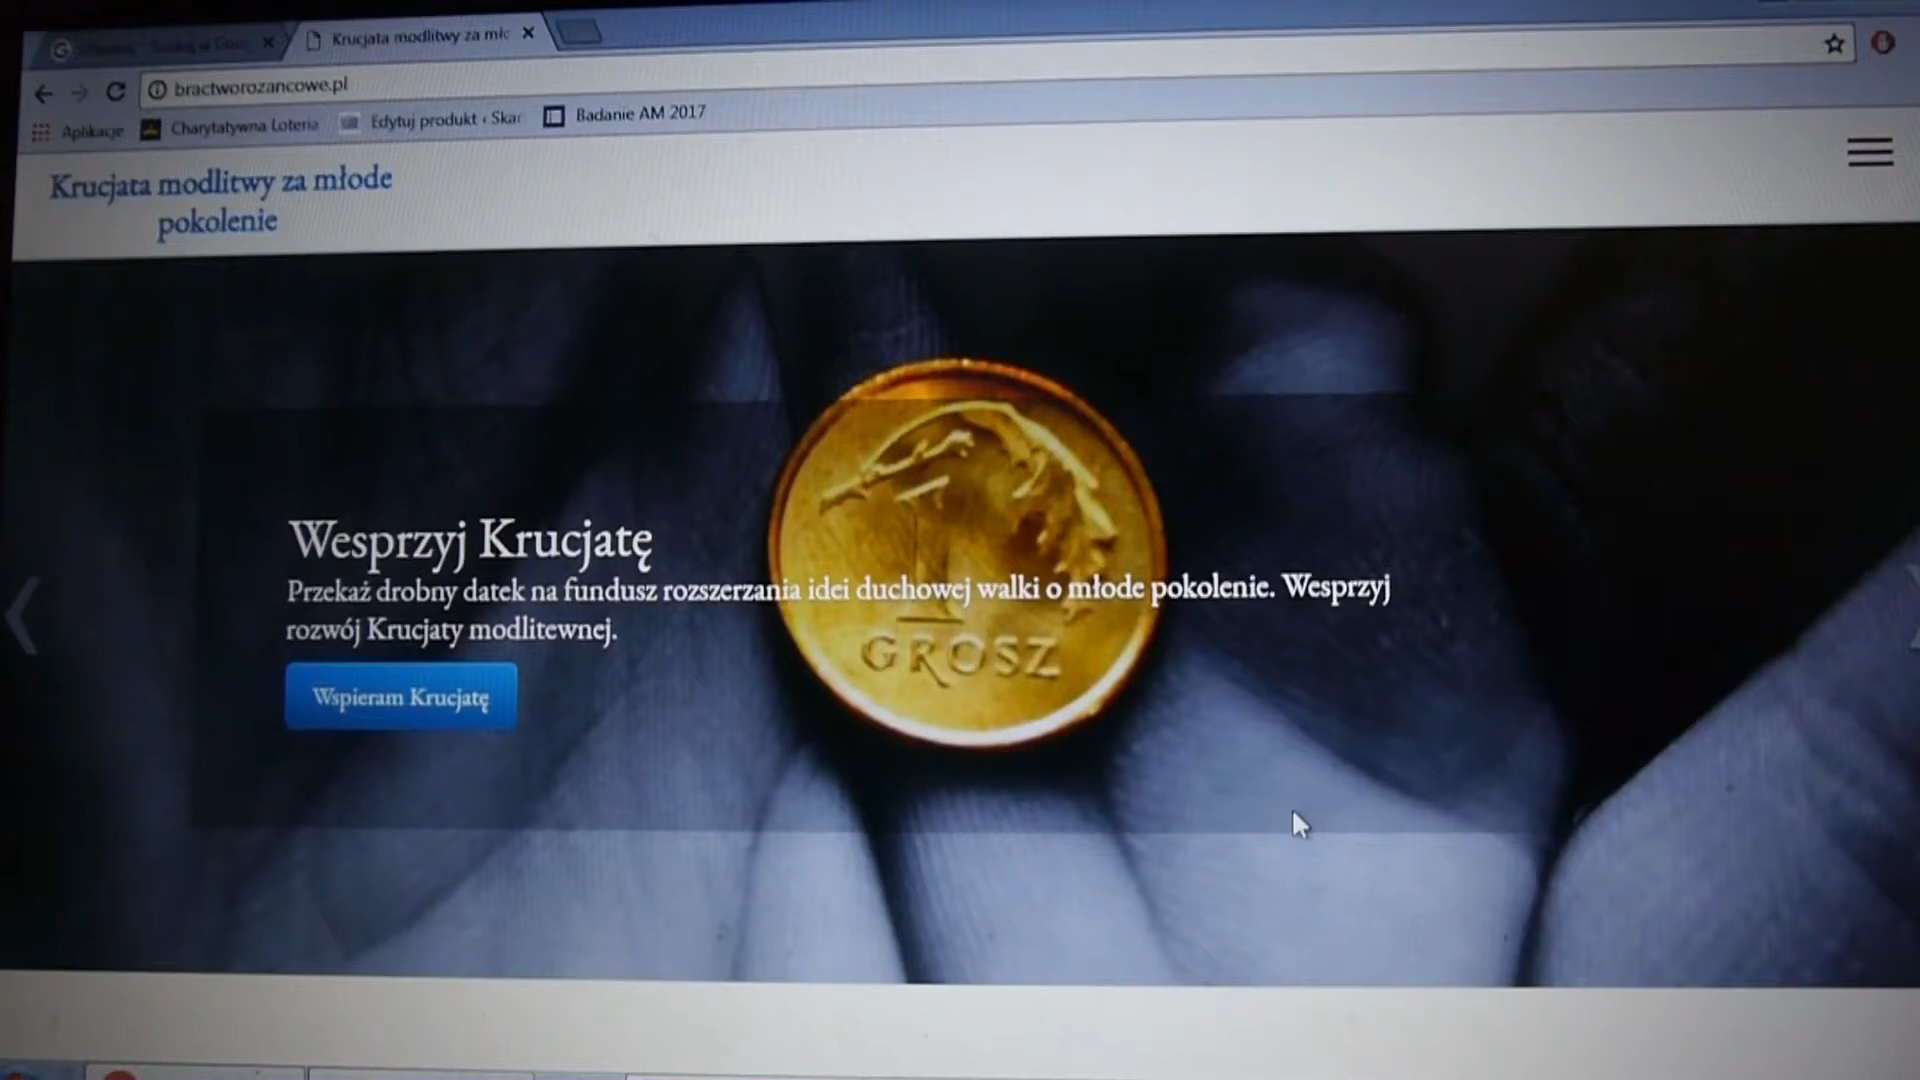 Krucjata modlitwy za mło
bractworozancowe.pl
Aplikacje Charytatywna Loteria Edytuj produkt ‹ Skar Badanie AM 2017
Krucjata modlitwy za młode
pokolenie
Wesprzyj Krucjatę
Przekaż drobny datek na fundusz rozszerzania idei duchowej walki o młode pokolenie. Wesprzyj
rozwój Krucjaty modlitewnej.
Wspieram Krucjatę
1
GROSZ